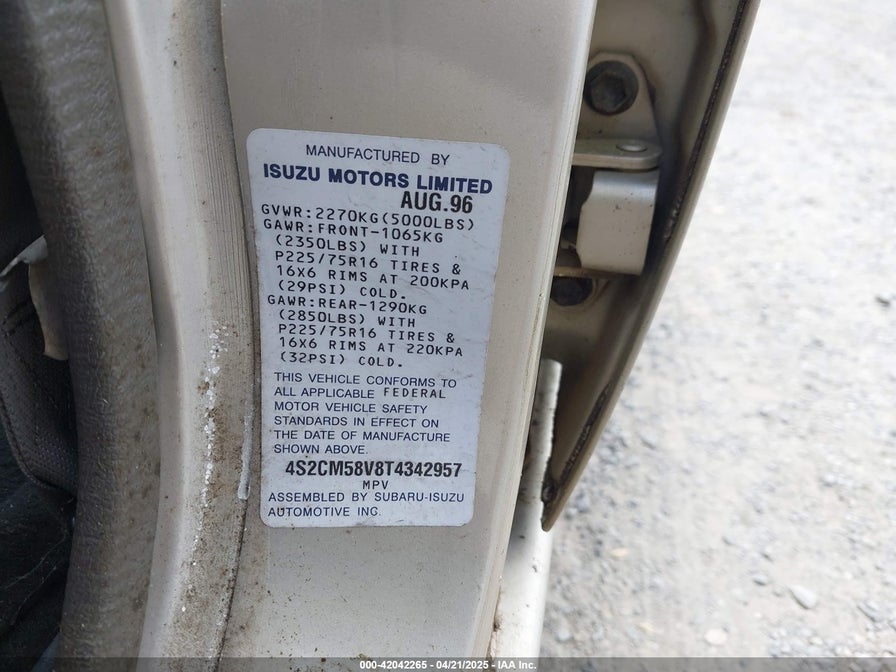 MANUFACTURED BY
ISUZU MOTORS LIMITED
AUG.96
GVWR:2270KG(5000LBS)
GAWR:FRONT-1065KG
(2350LBS) WITH
P225/75R16 TIRES &
16X6 RIMS AT 200KPA
(29PSI) COLD.
GAWR:REAR-1290KG
(2850LBS) WITH
P225/75R16 TIRES &
16X6 RIMS AT 220KPA
(32PSI) COLD.
THIS VEHICLE CONFORMS TO
ALL APPLICABLE FEDERAL
MOTOR VEHICLE SAFETY
STANDARDS IN EFFECT ON
THE DATE OF MANUFACTURE
SHOWN ABOVE.
4S2CM58V8T4342957
MPV
ASSEMBLED BY SUBARU-ISUZU
AUTOMOTIVE INC.
000-42042265 - 04/21/2025 - IAA Inc.